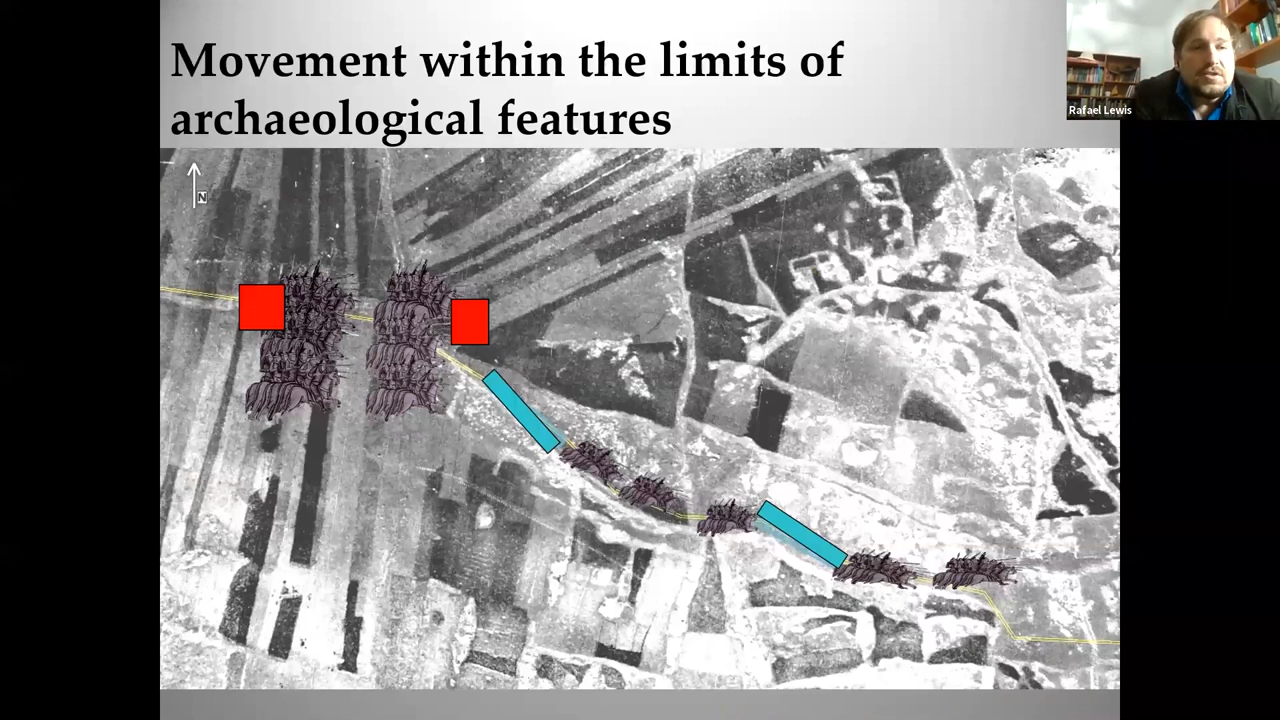 Movement within the limits of
archaeological features
Rafael Lewis
N